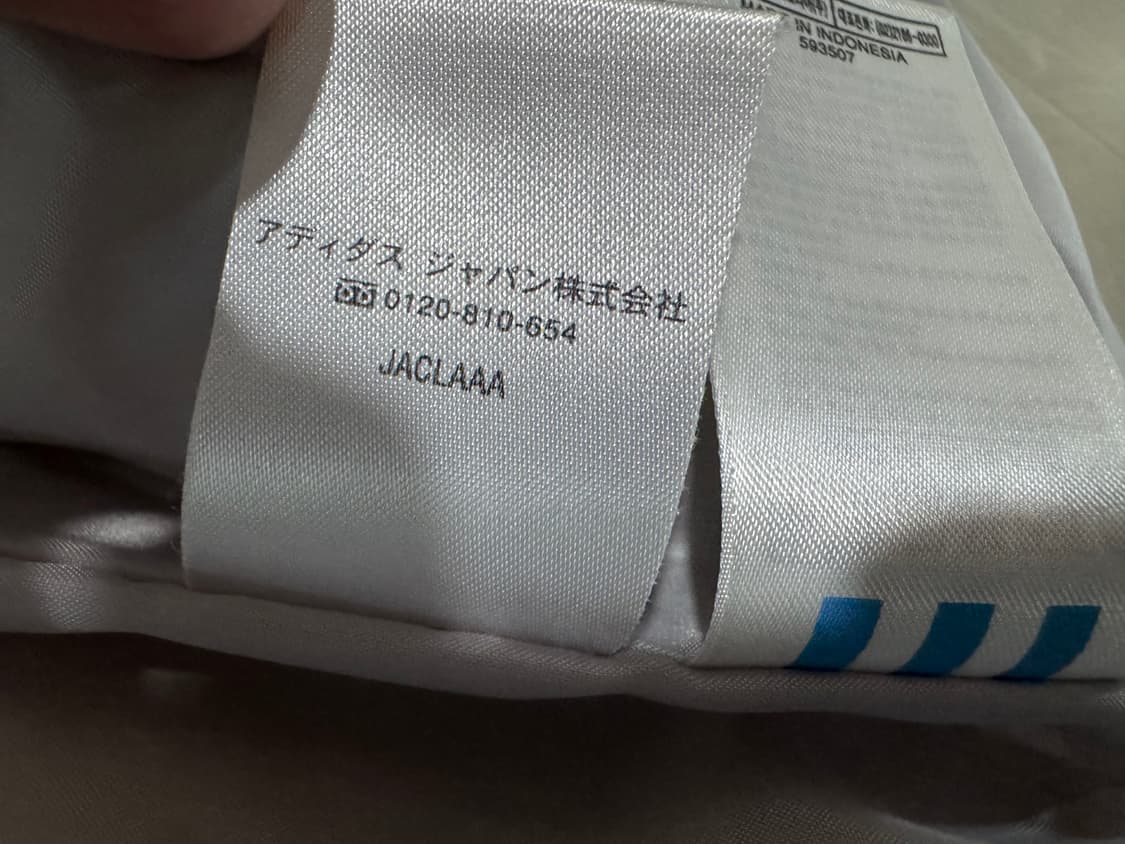 アディダス ジャパン株式会社
0120-810-654
JACLAAA
MADE IN INDONESIA
593507